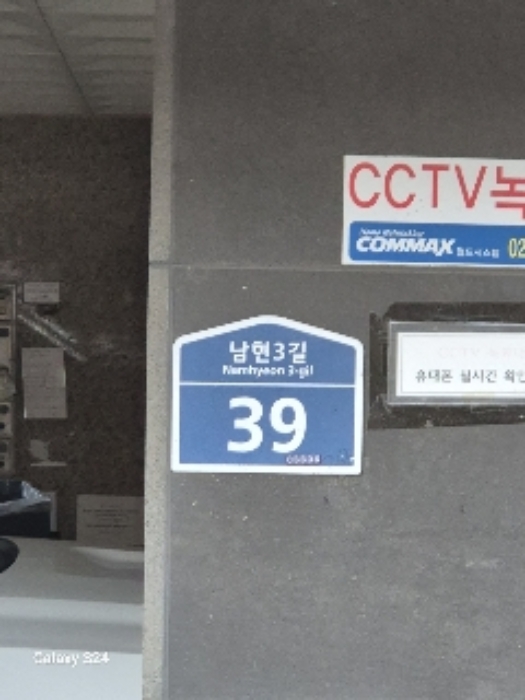 CCTV녹
COMMAX
02
남현3길
Namhyeon 3-gil
39
휴대폰 실시간 확인
Galaxy S24